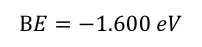 BE = −1.600 eV